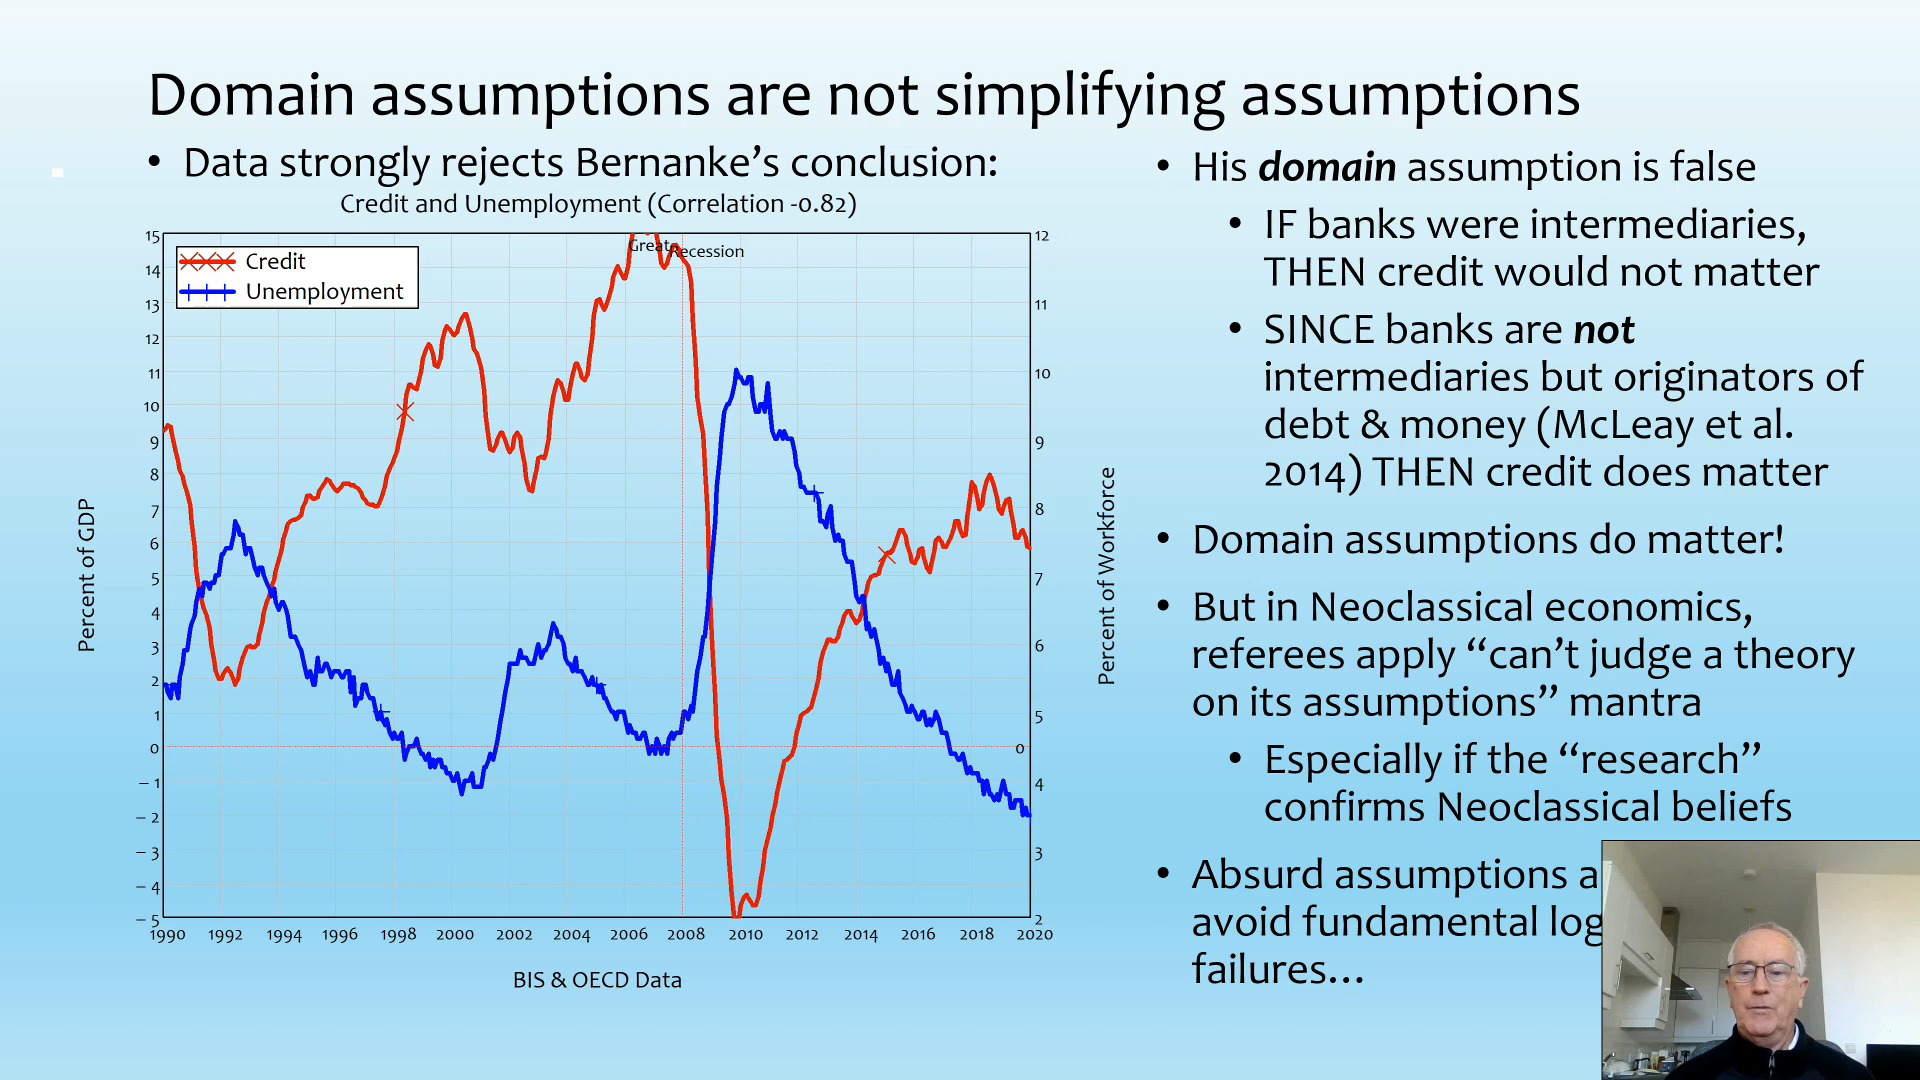 Domain assumptions are not simplifying assumptions
• Data strongly rejects Bernanke’s conclusion:
Credit and Unemployment (Correlation -0.82)
Great Recession
Credit
Unemployment
15
14
13
12
11
10
9
8
7
6
5
4
3
2
1
0
– 1
– 2
– 3
– 4
– 5
Percent of GDP
12
11
10
9
8
7
6
5
0
4
3
2
Percent of Workforce
1990 1992 1994 1996 1998 2000 2002 2004 2006 2008 2010 2012 2014 2016 2018 2020
BIS & OECD Data
• His domain assumption is false
• IF banks were intermediaries,
THEN credit would not matter
• SINCE banks are not
intermediaries but originators of
debt & money (McLeay et al.
2014) THEN credit does matter
• Domain assumptions do matter!
• But in Neoclassical economics,
referees apply “can’t judge a theory
on its assumptions” mantra
• Especially if the “research”
confirms Neoclassical beliefs
• Absurd assumptions a
avoid fundamental log
failures…